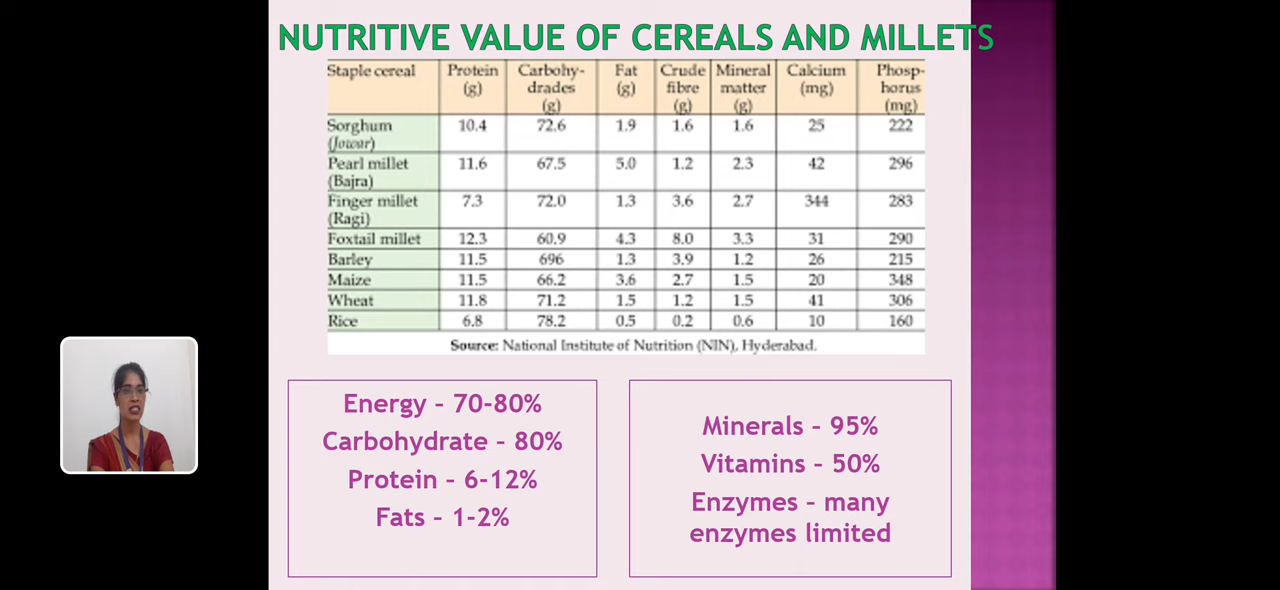 NUTRITIVE VALUE OF CEREALS AND MILLETS
Staple cereal Protein (g) Carbohy-drades (g) Fat (g) Crude fibre (g) Mineral matter (g) Calcium (mg) Phosp-horus (mg)
Sorghum (Jowar) 10.4 72.6 1.9 1.6 1.6 25 222
Pearl millet (Bajra) 11.6 67.5 5.0 1.2 2.3 42 296
Finger millet (Ragi) 7.3 72.0 1.3 3.6 2.7 344 283
Foxtail millet 12.3 60.9 4.3 8.0 3.3 31 290
Barley 11.5 696 1.3 3.9 1.2 26 215
Maize 11.5 66.2 3.6 2.7 1.5 20 348
Wheat 11.8 71.2 1.5 1.2 1.5 41 306
Rice 6.8 78.2 0.5 0.2 0.6 10 160
Source: National Institute of Nutrition (NIN), Hyderabad.
Energy – 70-80%
Carbohydrate – 80%
Protein – 6-12%
Fats – 1-2%
Minerals – 95%
Vitamins – 50%
Enzymes – many
enzymes limited